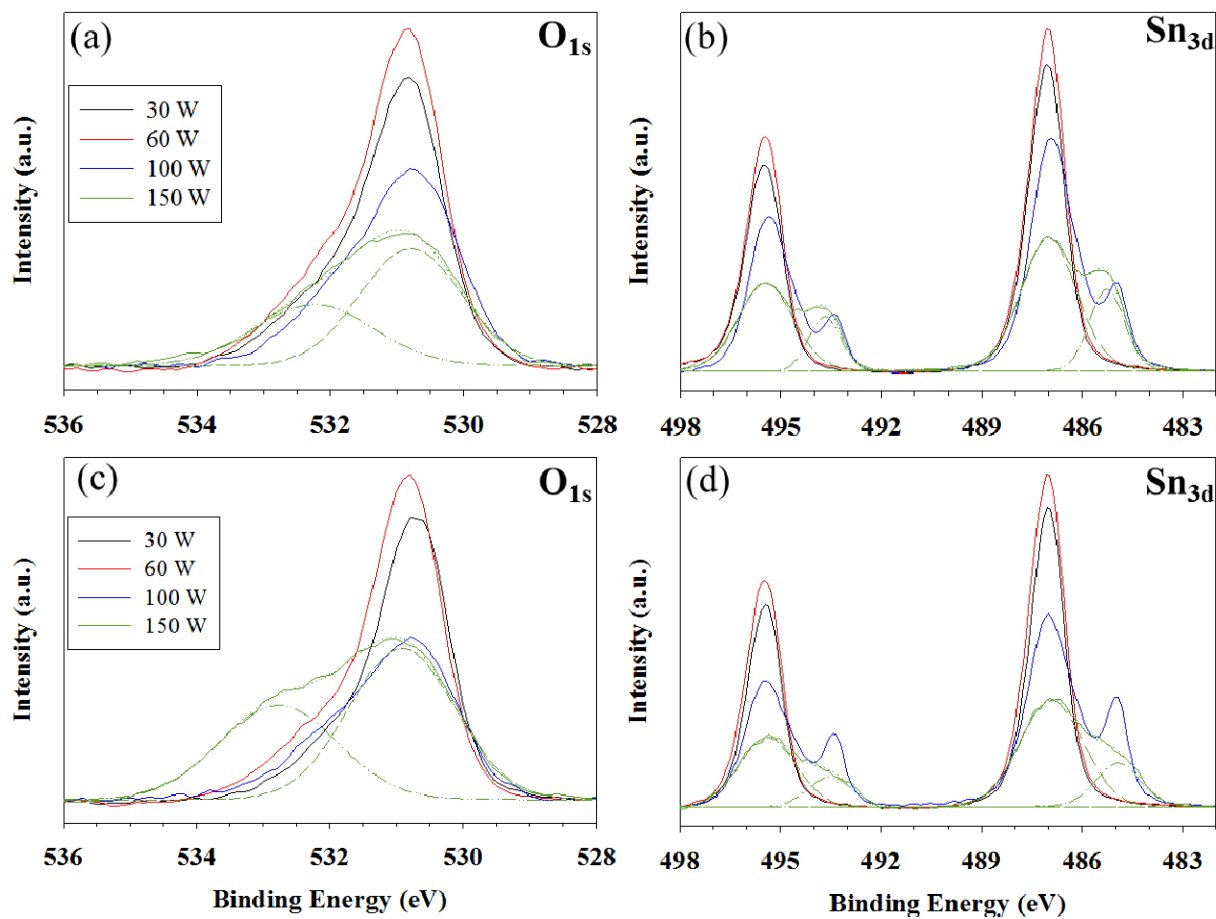 (a)
O1s
30 W
60 W
100 W
150 W
Intensity (a.u.)
536 534 532 530 528
(b)
Sn3d
Intensity (a.u.)
498 495 492 489 486 483
(c)
O1s
30 W
60 W
100 W
150 W
Intensity (a.u.)
536 534 532 530 528
Binding Energy (eV)
(d)
Sn3d
Intensity (a.u.)
498 495 492 489 486 483
Binding Energy (eV)